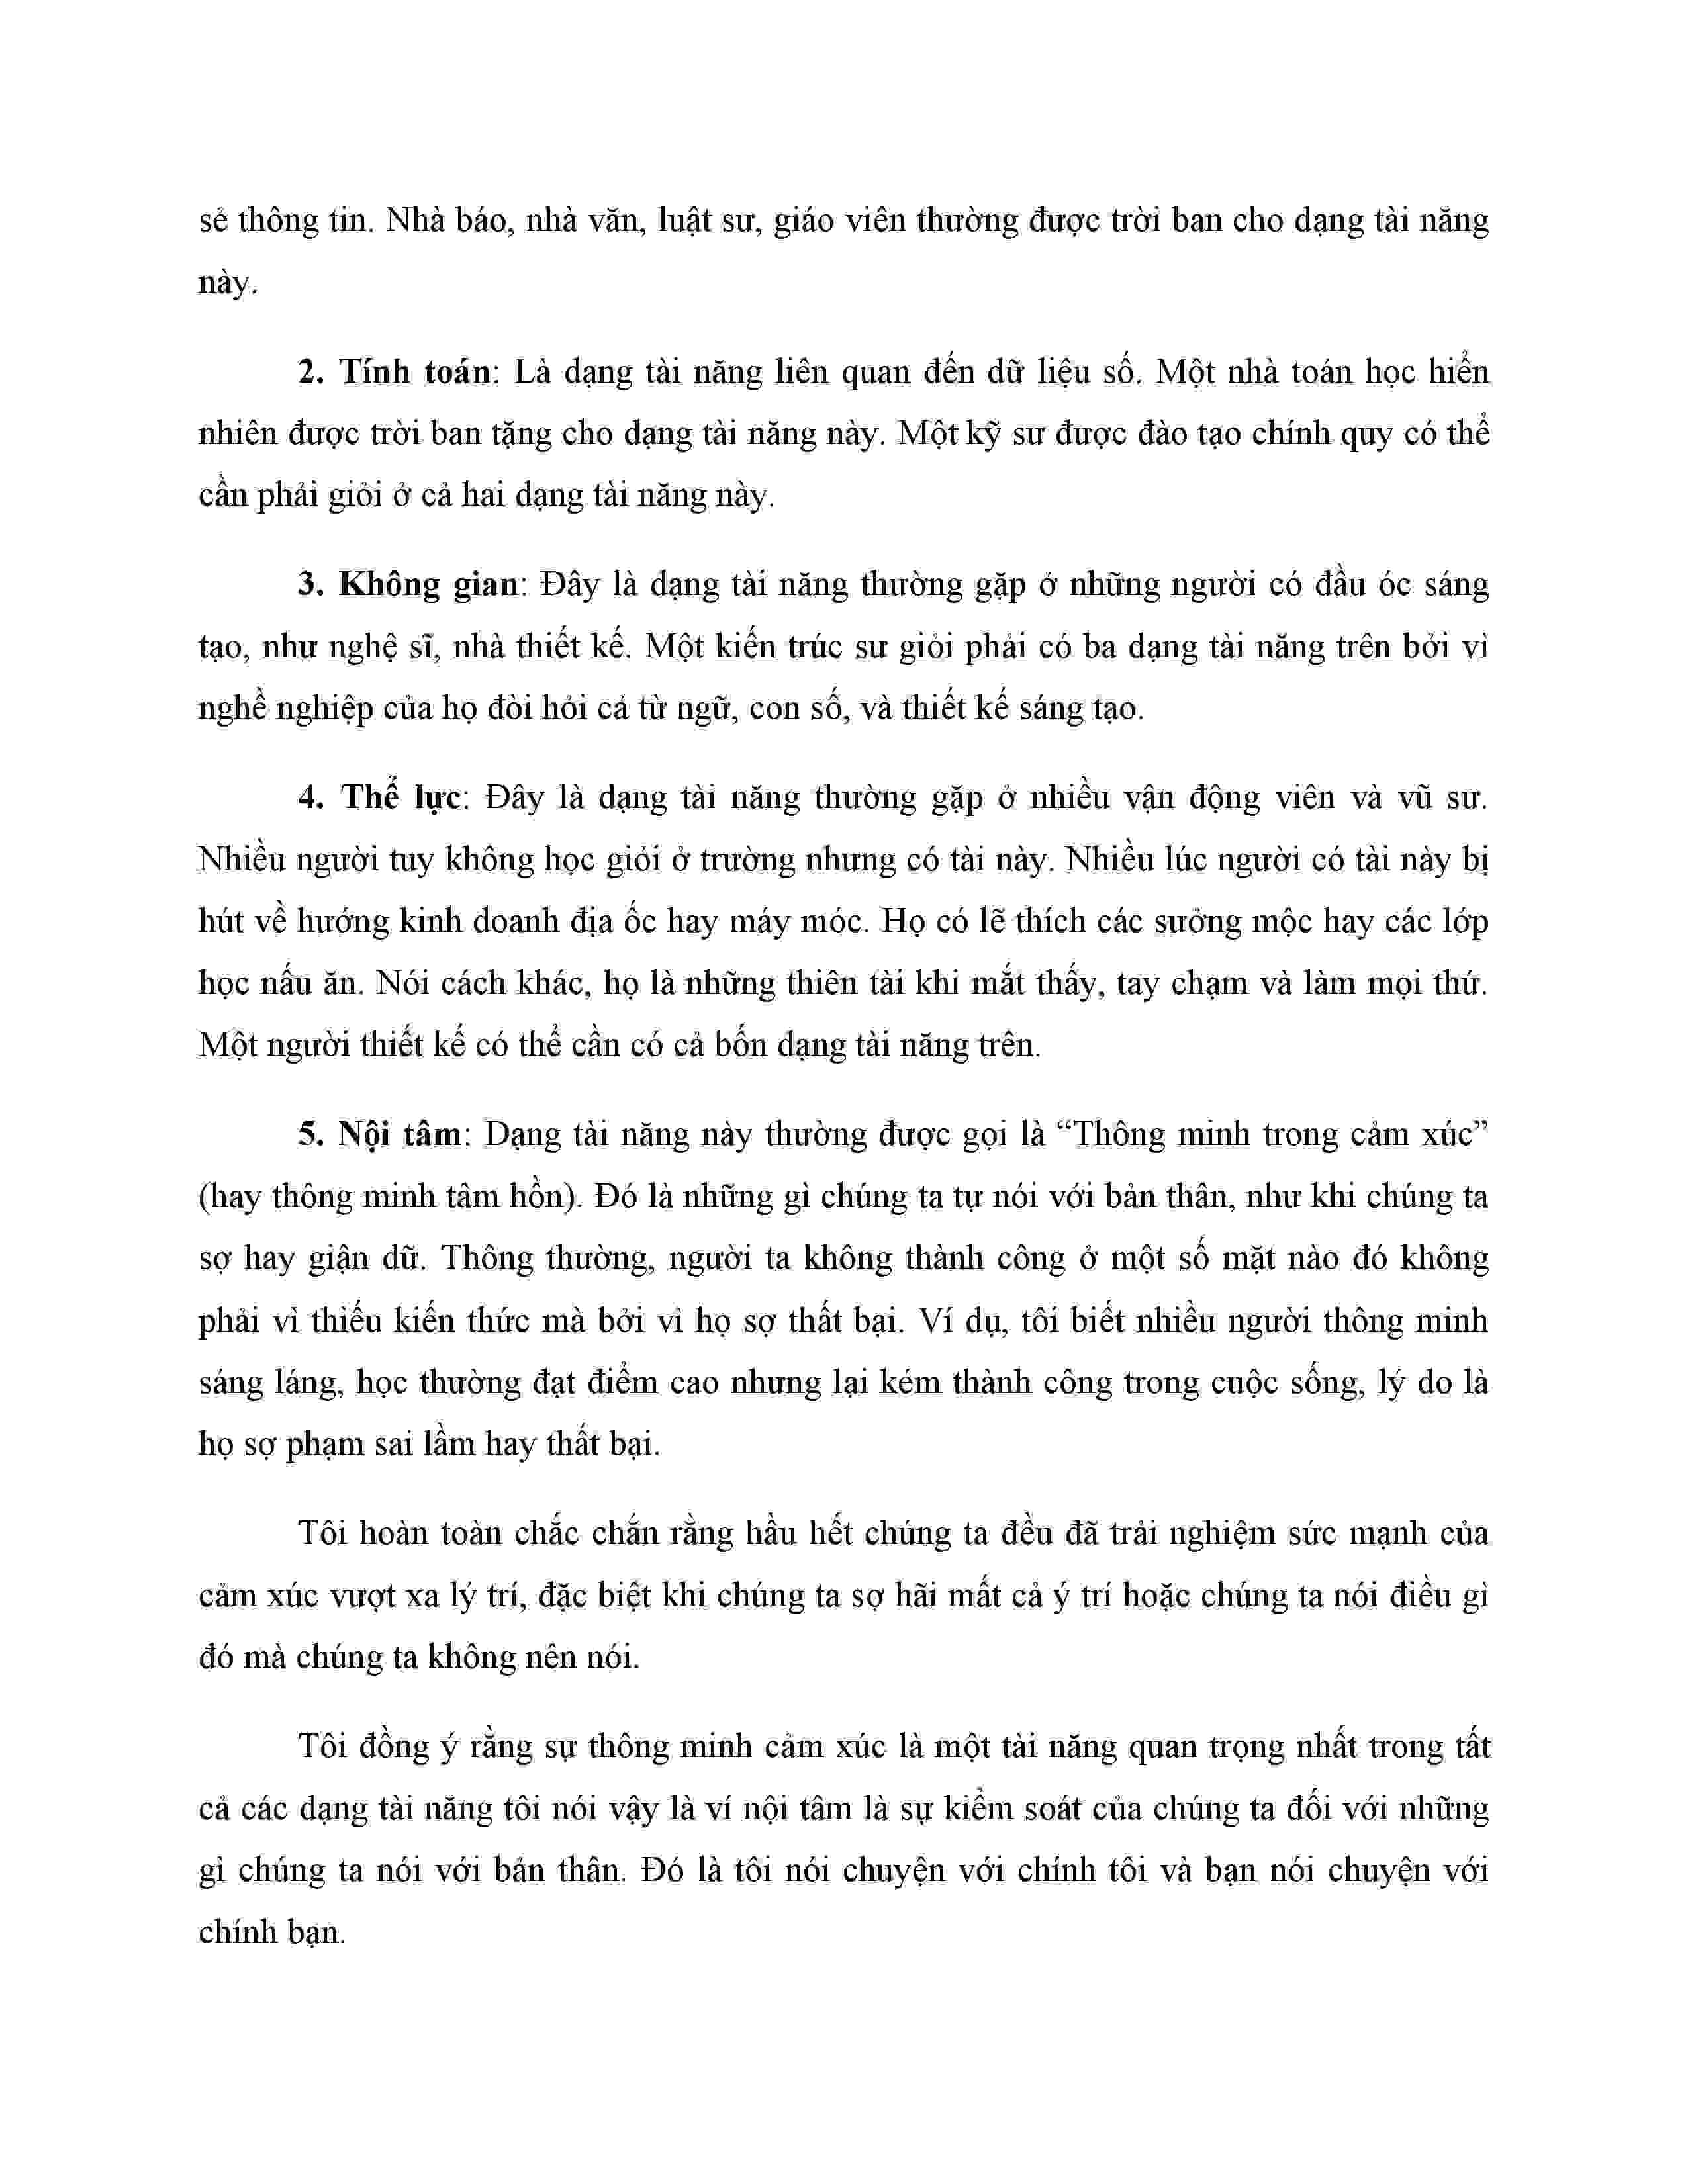 sẻ thông tin. Nhà báo, nhà văn, luật sư, giáo viên thường được trời ban cho dạng tài năng
này.
2. Tính toán: Là dạng tài năng liên quan đến dữ liệu số. Một nhà toán học hiển
nhiên được trời ban tặng cho dạng tài năng này. Một kỹ sư được đào tạo chính quy có thể
cần phải giỏi ở cả hai dạng tài năng này.
3. Không gian: Đây là dạng tài năng thường gặp ở những người có đầu óc sáng
tạo, như nghệ sĩ, nhà thiết kế. Một kiến trúc sư giỏi phải có ba dạng tài năng trên bởi vì
nghề nghiệp của họ đòi hỏi cả từ ngữ, con số, và thiết kế sáng tạo.
4. Thể lực: Đây là dạng tài năng thường gặp ở nhiều vận động viên và vũ sư.
Nhiều người tuy không học giỏi ở trường nhưng có tài này. Nhiều lúc người có tài này bị
hút về hướng kinh doanh địa ốc hay máy móc. Họ có lẽ thích các sưởng mộc hay các lớp
học nấu ăn. Nói cách khác, họ là những thiên tài khi mắt thấy, tay chạm và làm mọi thứ.
Một người thiết kế có thể cần có cả bốn dạng tài năng trên.
5. Nội tâm: Dạng tài năng này thường được gọi là “Thông minh trong cảm xúc”
(hay thông minh tâm hồn). Đó là những gì chúng ta tự nói với bản thân, như khi chúng ta
sợ hay giận dữ. Thông thường, người ta không thành công ở một số mặt nào đó không
phải vì thiếu kiến thức mà bởi vì họ sợ thất bại. Ví dụ, tôi biết nhiều người thông minh
sáng láng, học thường đạt điểm cao nhưng lại kém thành công trong cuộc sống, lý do là
họ sợ phạm sai lầm hay thất bại.
Tôi hoàn toàn chắc chắn rằng hầu hết chúng ta đều đã trải nghiệm sức mạnh của
cảm xúc vượt xa lý trí, đặc biệt khi chúng ta sợ hãi mất cả ý trí hoặc chúng ta nói điều gì
đó mà chúng ta không nên nói.
Tôi đồng ý rằng sự thông minh cảm xúc là một tài năng quan trọng nhất trong tất
cả các dạng tài năng tôi nói vậy là ví nội tâm là sự kiểm soát của chúng ta đối với những
gì chúng ta nói với bản thân. Đó là tôi nói chuyện với chính tôi và bạn nói chuyện với
chính bạn.